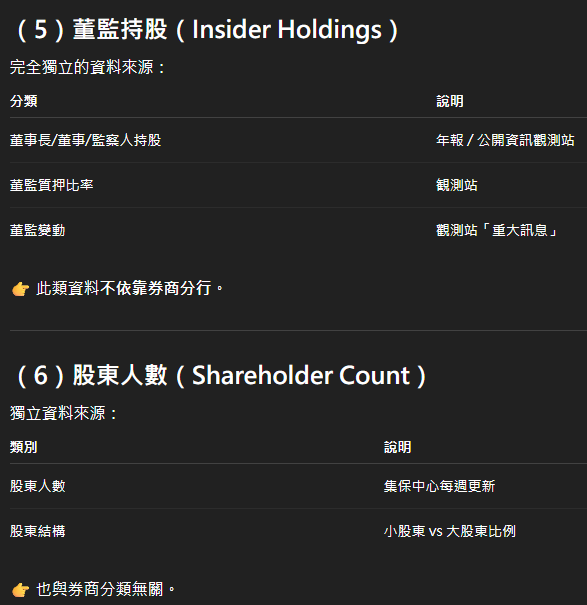 （5）董監持股（Insider Holdings）
完全獨立的資料來源：
分類 說明
董事長/董事/監察人持股 年報 / 公開資訊觀測站
董監質押比率 観測站
董監變動 觀測站「重大訊息」
👉 此類資料不依靠券商分行。
（6）股東人數（Shareholder Count）
獨立資料來源：
類別 說明
股東人數 集保中心每週更新
股東結構 小股東 vs 大股東比例
👉 也與券商分類無關。